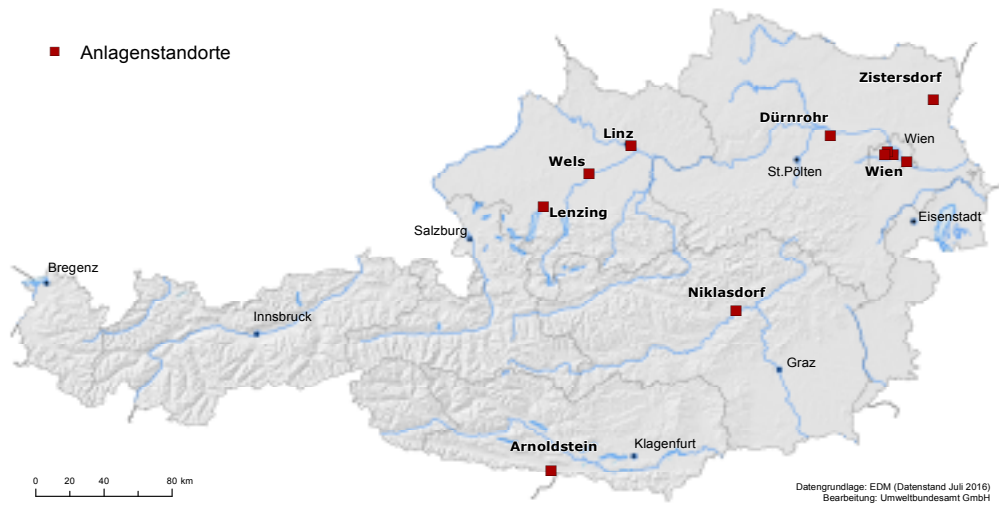 Anlagenstandorte
Zistersdorf
Dürnrohr
Linz
Wien
Wels
St.Pölten
Wien
Lenzing
Eisenstadt
Salzburg
Bregenz
Niklasdorf
Innsbruck
Graz
Arnoldstein
Klagenfurt
0 20 40 80 km
Datengrundlage: EDM (Datenstand Juli 2016)
Bearbeitung: Umweltbundesamt GmbH